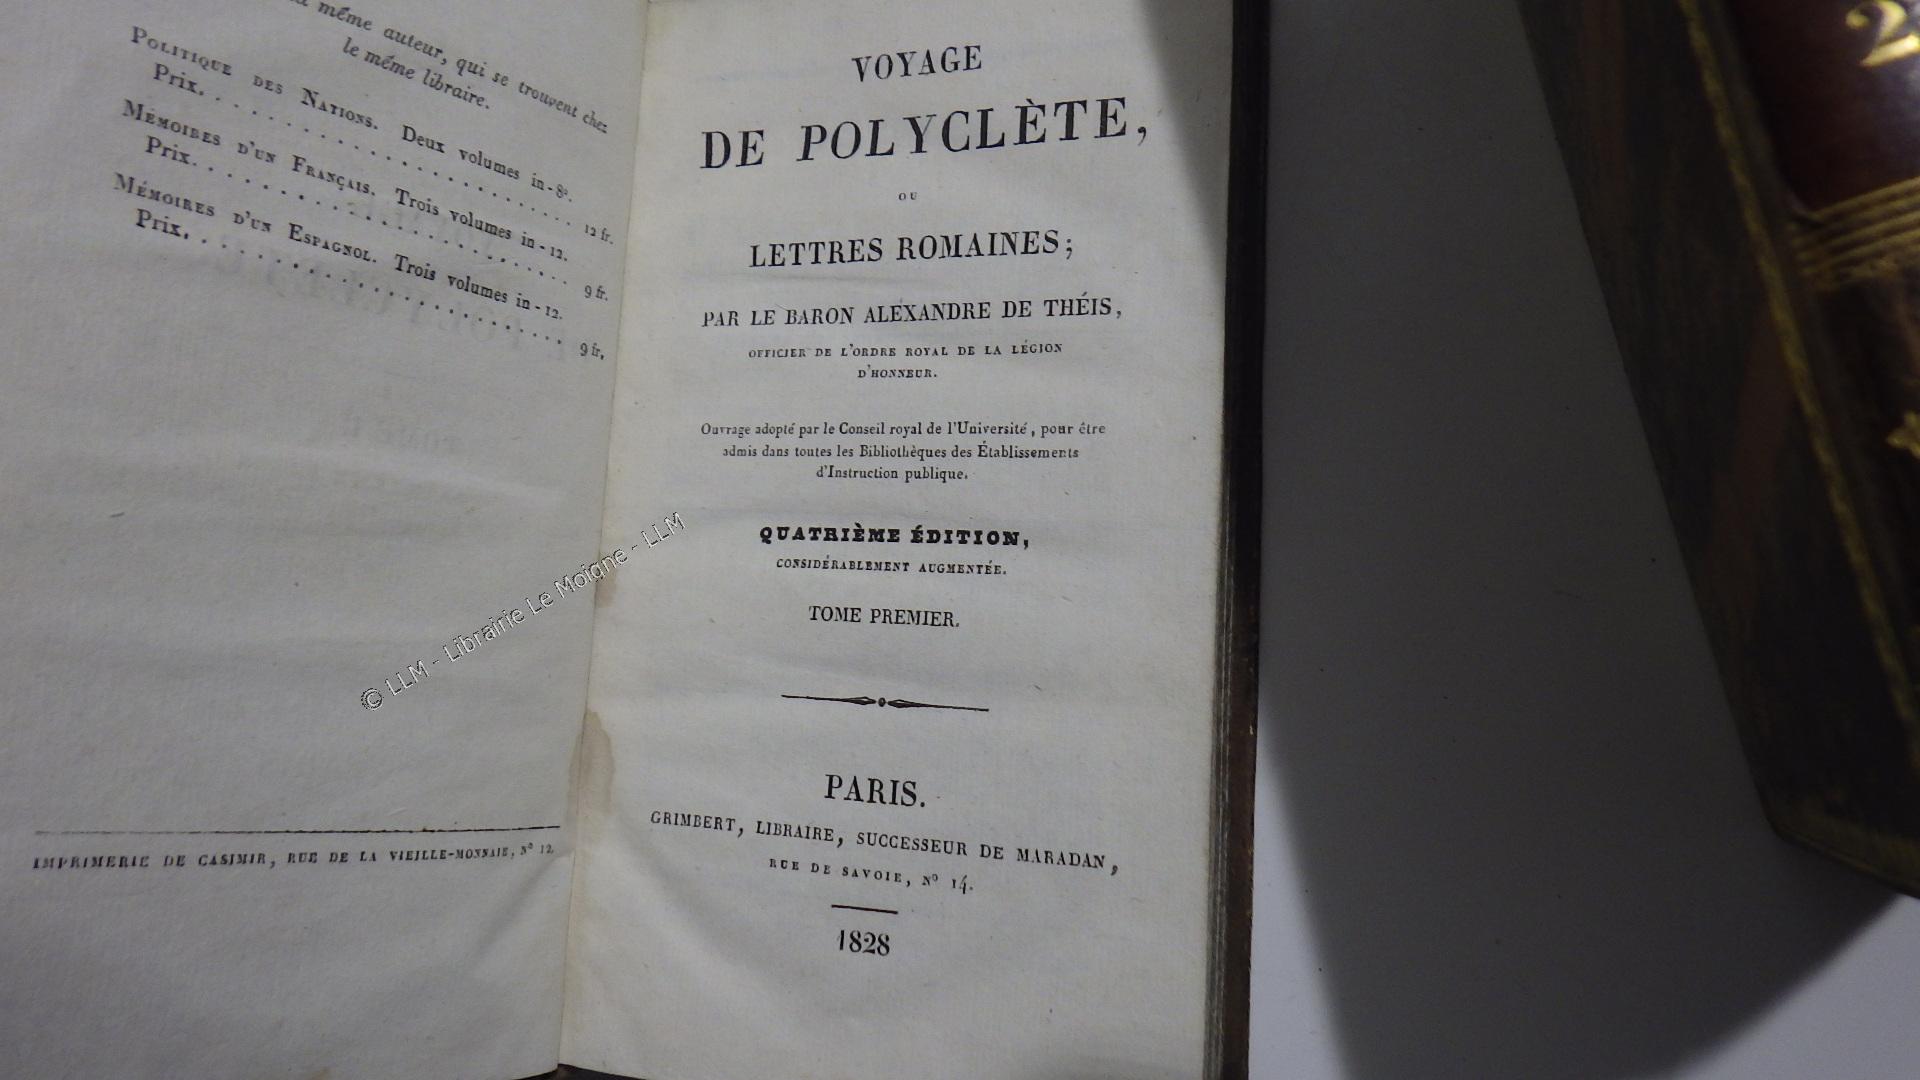 même auteur, qui se trouvent chez
le même libraire.
POLITIQUE DES NATIONS. Deux volumes in-8º.
Prix. . . . . . . . . . . . . . . . . . . . 12 fr.
MÉMOIRES D'UN FRANÇAIS. Trois volumes in-12.
Prix. . . . . . . . . . . . . . . . . . . . 9 fr.
MÉMOIRES D'UN ESPAGNOL. Trois volumes in-12.
Prix. . . . . . . . . . . . . . . . . . . . 9 fr.
IMPRIMERIE DE CASIMIR, RUE DE LA VIEILLE-MONNAIE, Nº 12.
VOYAGE
DE POLYCLÈTE,
OU
LETTRES ROMAINES;
PAR LE BARON ALEXANDRE DE THÉIS,
OFFICIER DE L'ORDRE ROYAL DE LA LÉGION
D'HONNEUR.
Ouvrage adopté par le Conseil royal de l'Université, pour être
admis dans toutes les Bibliothèques des Établissements
d'Instruction publique.
QUATRIÈME ÉDITION,
CONSIDÉRABLEMENT AUGMENTÉE.
TOME PREMIER.
PARIS.
GRIMBERT, LIBRAIRE, SUCCESSEUR DE MARADAN,
RUE DE SAVOIE, Nº 14.
1828
© LLM - Librairie Le Moigne - LLM
2